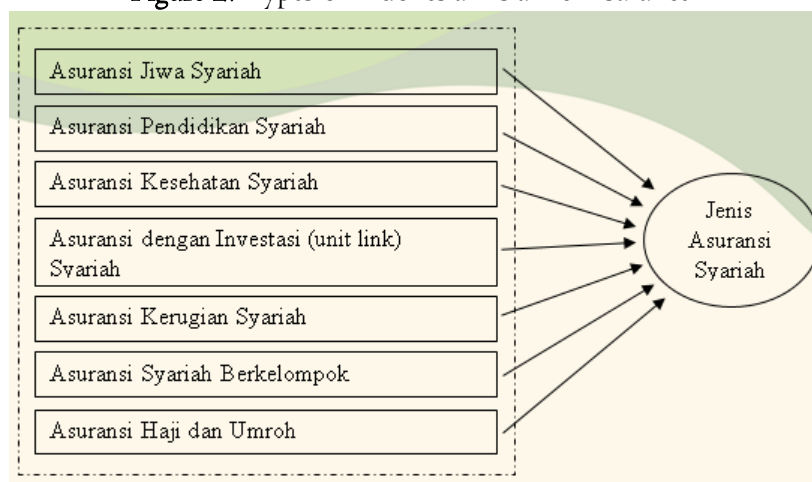 Asuransi Jiwa Syariah
Asuransi Pendidikan Syariah
Asuransi Kesehatan Syariah
Asuransi dengan Investasi (unit link)
Syariah
Asuransi Kerugian Syariah
Asuransi Syariah Berkelompok
Asuransi Haji dan Umroh
Jenis
Asuransi
Syariah